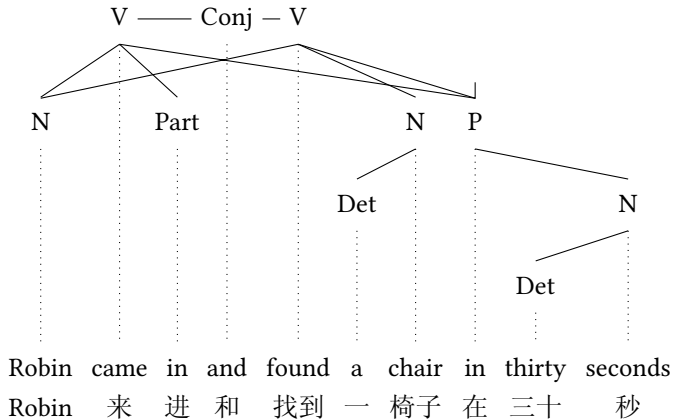 V Conj V
N Part N P
Det N
Det
Robin came in and found a chair in thirty seconds
Robin 来 进 和 找到 一 椅子 在 三十 秒